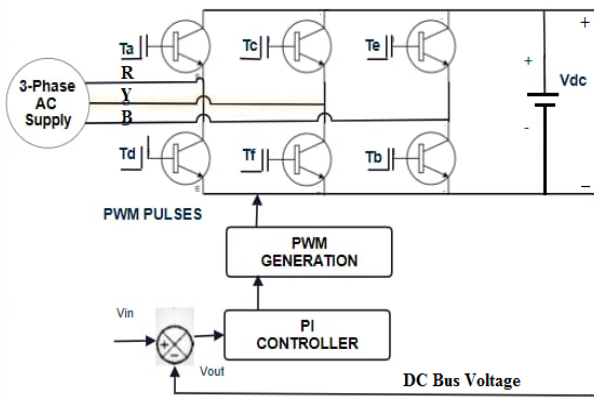 Ta
Tc
Te
+
+
Vdc
-
−
3-Phase
AC
Supply
R
Y
B
Td
Tf
Tb
PWM PULSES
PWM
GENERATION
Vin
+
−
PI
CONTROLLER
Vout
DC Bus Voltage